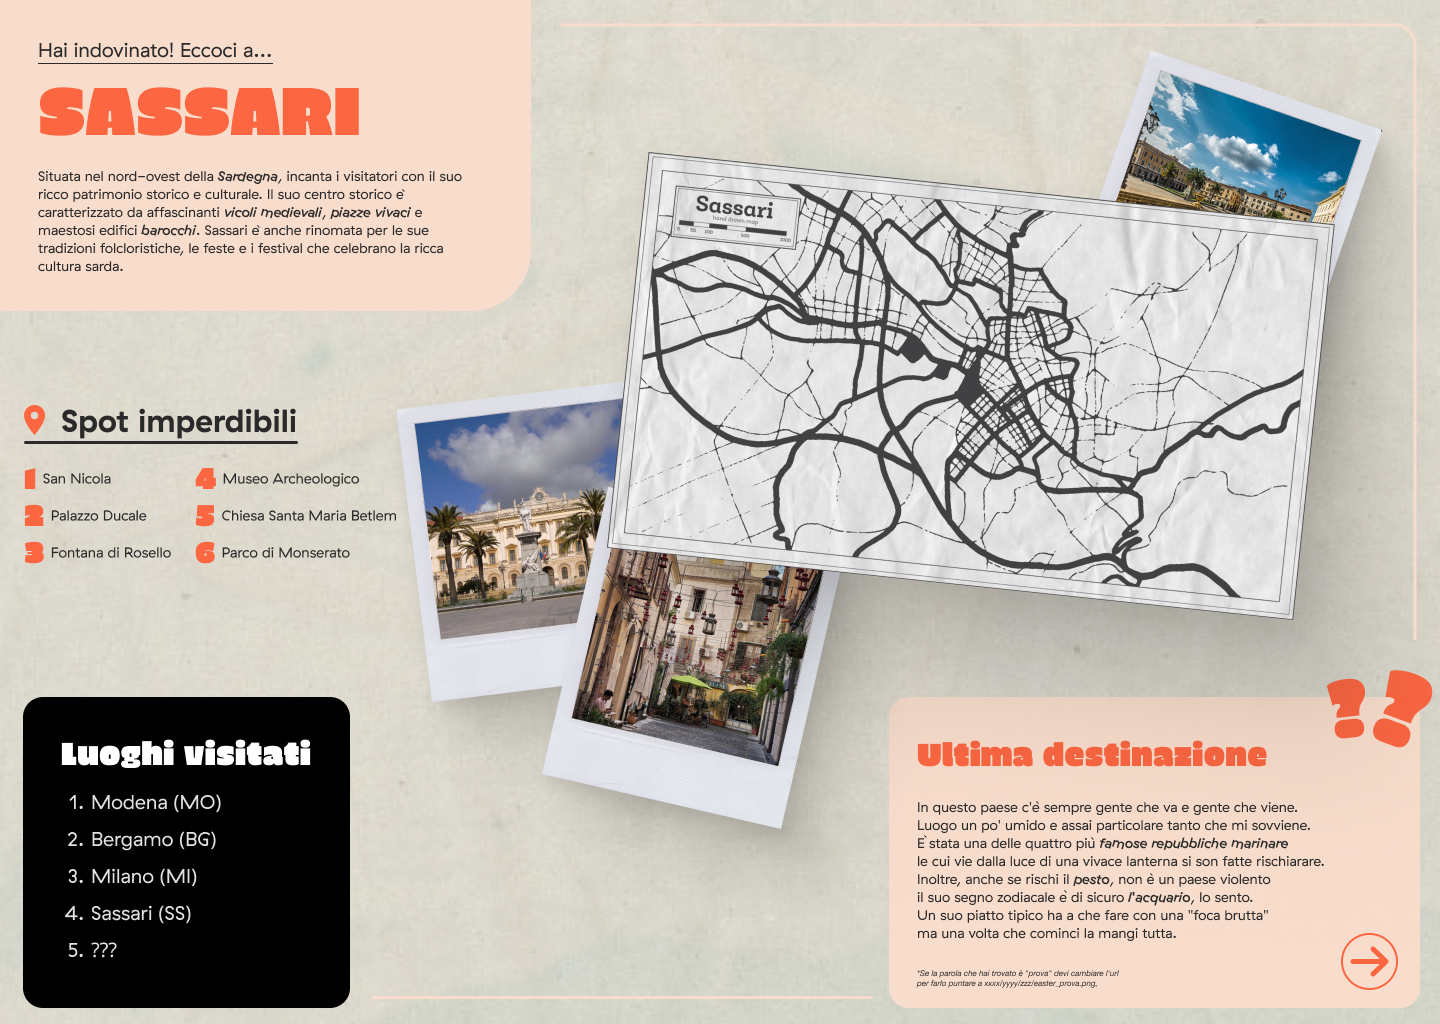 Hai indovinato! Eccoci a...
SASSARI
Situata nel nord-ovest della Sardegna, incanta i visitatori con il suo
ricco patrimonio storico e culturale. Il suo centro storico è
caratterizzato da affascinanti vicoli medievali, piazze vivaci e
maestosi edifici barocchi. Sassari è anche rinomata per le sue
tradizioni folcloristiche, le feste e i festival che celebrano la ricca
cultura sarda.
Sassari
hand drawn map
0 50 100 500 1000
Spot imperdibili
1 San Nicola
2 Palazzo Ducale
3 Fontana di Rosello
4 Museo Archeologico
5 Chiesa Santa Maria Betlem
6 Parco di Monserato
Luoghi visitati
1. Modena (MO)
2. Bergamo (BG)
3. Milano (MI)
4. Sassari (SS)
5. ???
??
Ultima destinazione
In questo paese c'è sempre gente che va e gente che viene.
Luogo un po' umido e assai particolare tanto che mi sovviene.
È stata una delle quattro più famose repubbliche marinare
le cui vie dalla luce di una vivace lanterna si son fatte rischiarare.
Inoltre, anche se rischi il pesto, non è un paese violento
il suo segno zodiacale è di sicuro l'acquario, lo sento.
Un suo piatto tipico ha a che fare con una "foca brutta"
ma una volta che cominci la mangi tutta.
*Se la parola che hai trovato è "prova" devi cambiare l'url
per farlo puntare a xxxx/yyyy/zzz/easter_prova.png,